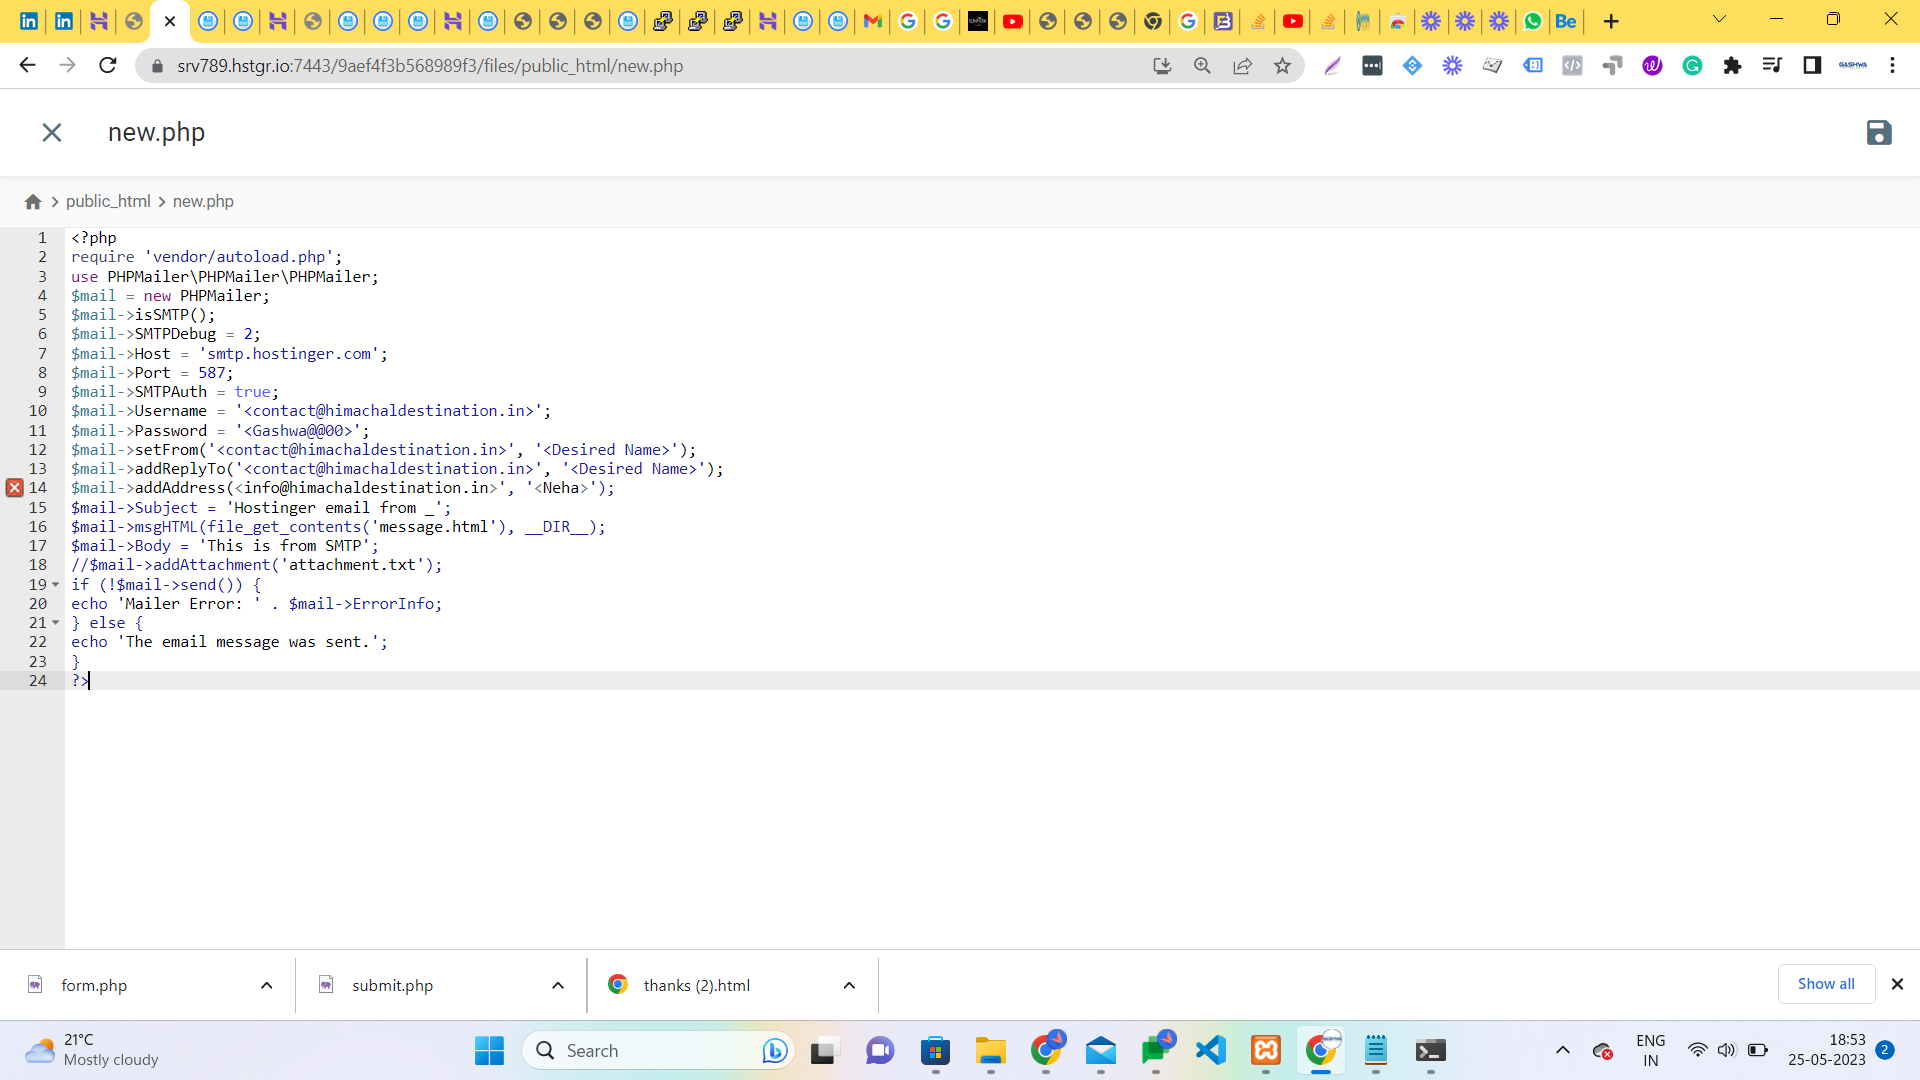 srv789.hstgr.io:7443/9aef4f3b568989f3/files/public_html/new.php
new.php
public_html > new.php
1 <?php
2 require 'vendor/autoload.php';
3 use PHPMailer\PHPMailer\PHPMailer;
4 $mail = new PHPMailer;
5 $mail->isSMTP();
6 $mail->SMTPDebug = 2;
7 $mail->Host = 'smtp.hostinger.com';
8 $mail->Port = 587;
9 $mail->SMTPAuth = true;
10 $mail->Username = '<contact@himachaldestination.in>';
11 $mail->Password = '<Gashwa@@00>';
12 $mail->setFrom('<contact@himachaldestination.in>', '<Desired Name>');
13 $mail->addReplyTo('<contact@himachaldestination.in>', '<Desired Name>');
14 $mail->addAddress(<info@himachaldestination.in>', '<Neha>');
15 $mail->Subject = 'Hostinger email from _';
16 $mail->msgHTML(file_get_contents('message.html'), __DIR__);
17 $mail->Body = 'This is from SMTP';
18 //$mail->addAttachment('attachment.txt');
19 if (!$mail->send()) {
20 echo 'Mailer Error: ' . $mail->ErrorInfo;
21 } else {
22 echo 'The email message was sent.';
23 }
24 ?>
form.php
submit.php
thanks (2).html
Show all
21°C
Mostly cloudy
Search
ENG
IN
18:53
25-05-2023
2